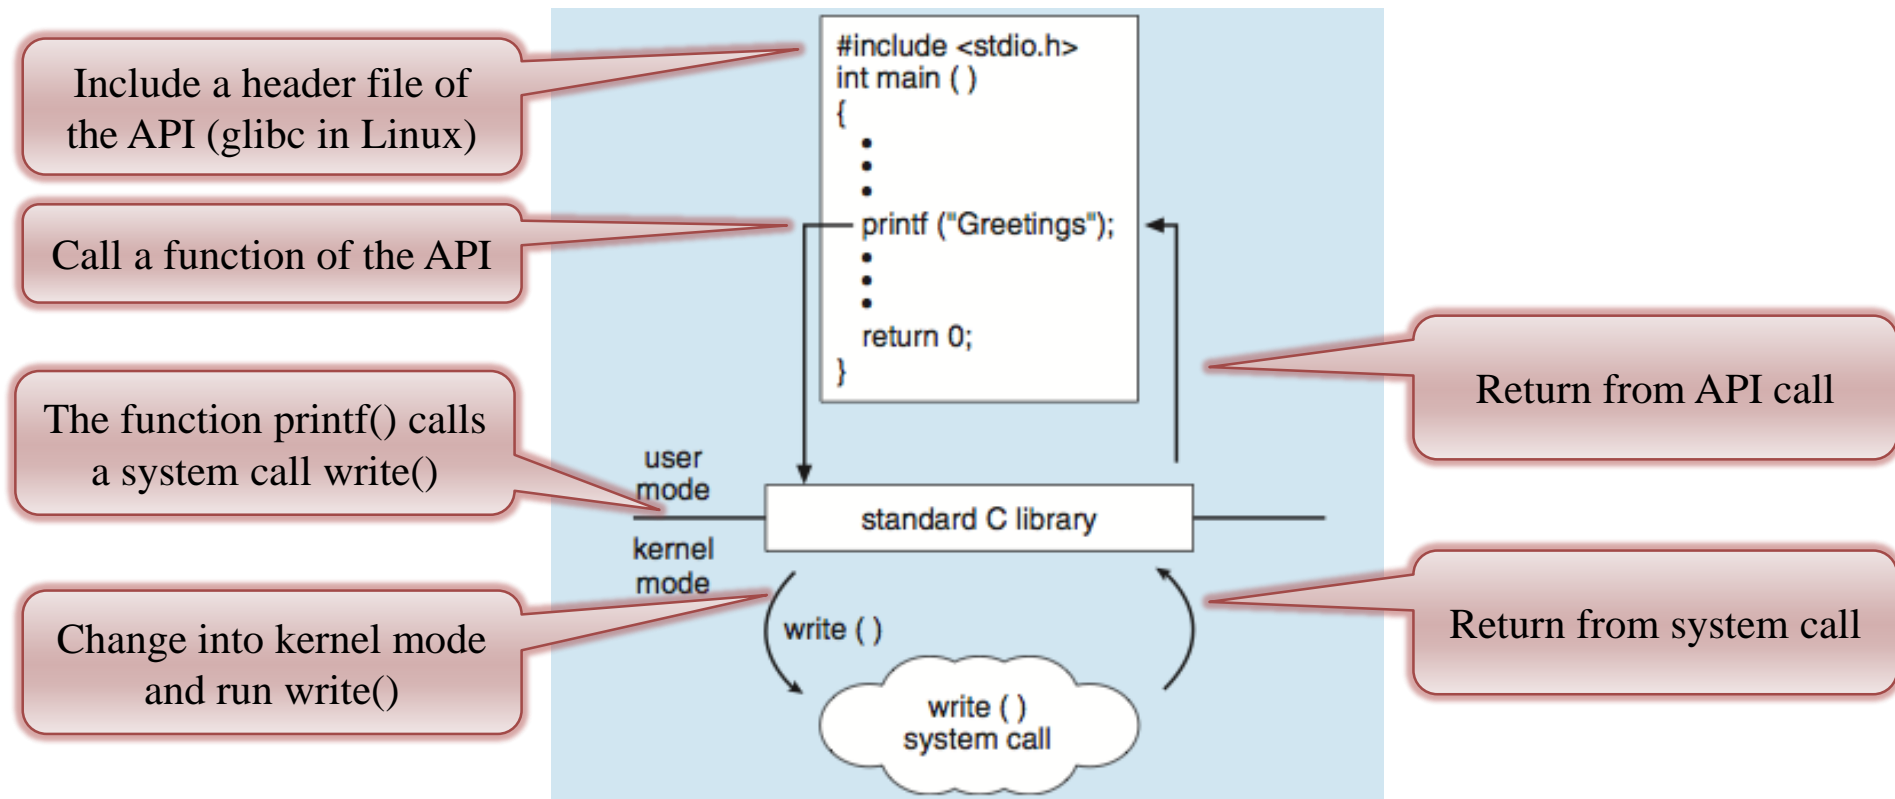 Include a header file of
the API (glibc in Linux)
Call a function of the API
The function printf() calls
a system call write()
Change into kernel mode
and run write()
#include <stdio.h>
int main ( )
{
•
•
•
printf ("Greetings");
•
•
•
return 0;
}
user
mode
standard C library
kernel
mode
write ( )
write ( )
system call
Return from API call
Return from system call